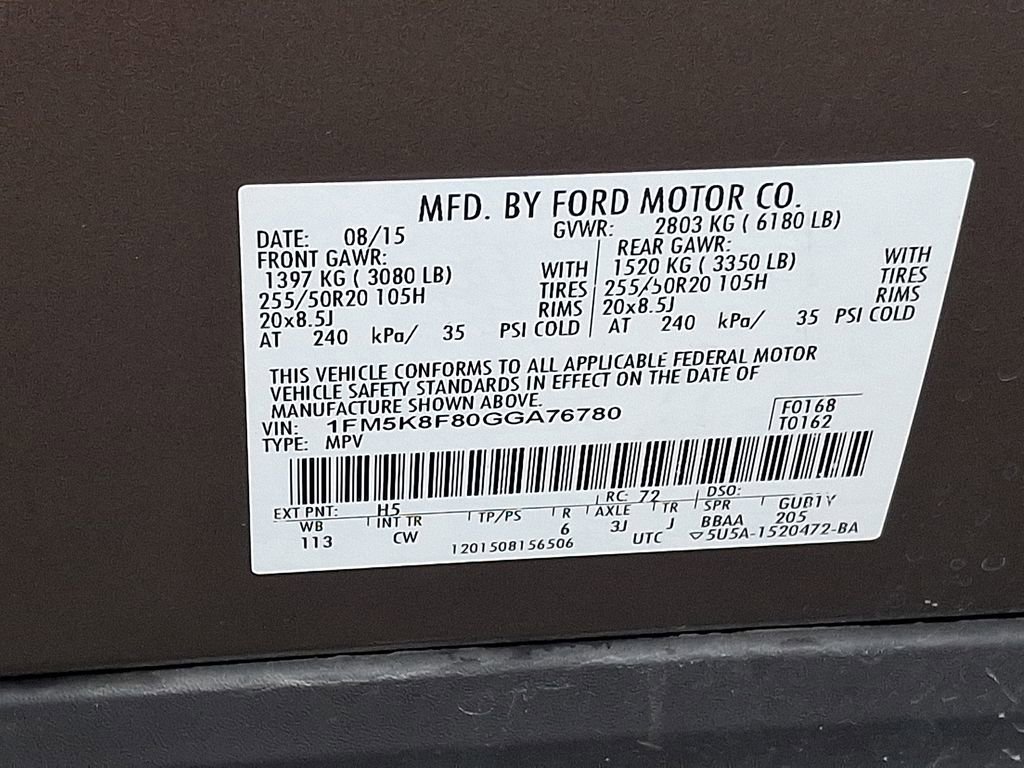 MFD. BY FORD MOTOR CO.
DATE: 08/15 GVWR: 2803 KG ( 6180 LB)
FRONT GAWR: REAR GAWR:
1397 KG ( 3080 LB) WITH 1520 KG ( 3350 LB) WITH
255/50R20 105H TIRES 255/50R20 105H TIRES
20x8.5J RIMS 20x8.5J RIMS
AT 240 kPa/ 35 PSI COLD AT 240 kPa/ 35 PSI COLD
THIS VEHICLE CONFORMS TO ALL APPLICABLE FEDERAL MOTOR
VEHICLE SAFETY STANDARDS IN EFFECT ON THE DATE OF
MANUFACTURE SHOWN ABOVE.
VIN: 1FM5K8F80GGA76780 F0168
TYPE: MPV T0162
EXT PNT: H5 RC: 72 DSO:
WB INT TR TP/PS R AXLE TR SPR GUB1Y
113 CW 6 3J J BBAA 205
1201508156506 UTC ▽5U5A-1520472-BA